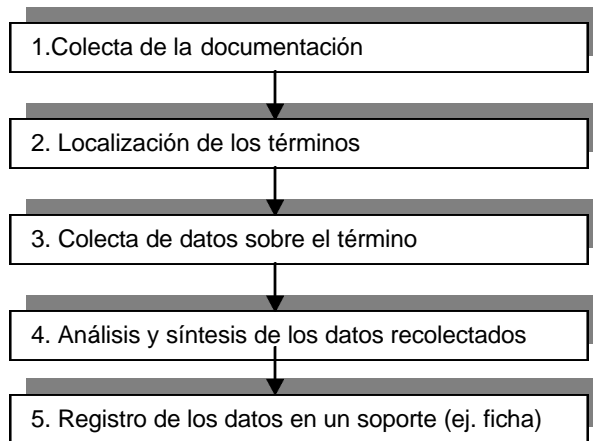 1.Colecta de la documentación
2. Localización de los términos
3. Colecta de datos sobre el término
4. Análisis y síntesis de los datos recolectados
5. Registro de los datos en un soporte (ej. ficha)